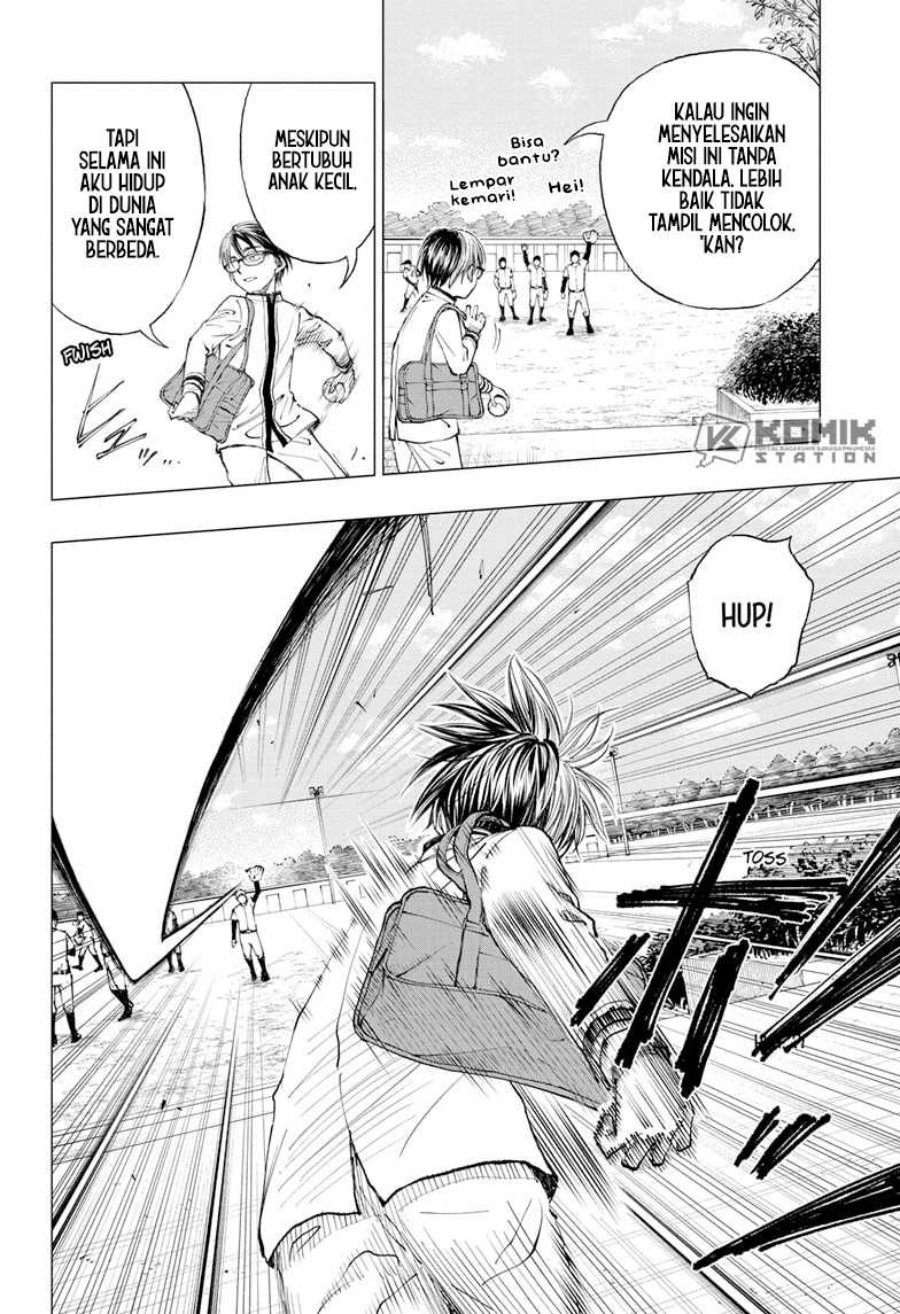 KALAU INGIN
MENYELESAIKAN
MISI INI TANPA
KENDALA. LEBIH
BAIK TIDAK
TAMPIL MENCOLOK,
'KAN?
Bisa
bantu?
Hei!
Lempar
kemari!
MESKIPUN
BERTUBUH
ANAK KECIL,
TAPI
SELAMA INI
AKU HIDUP
DI DUNIA
YANG SANGAT
BERBEDA.
FWISH
KOMIK
STATION
HUP!
TOSS